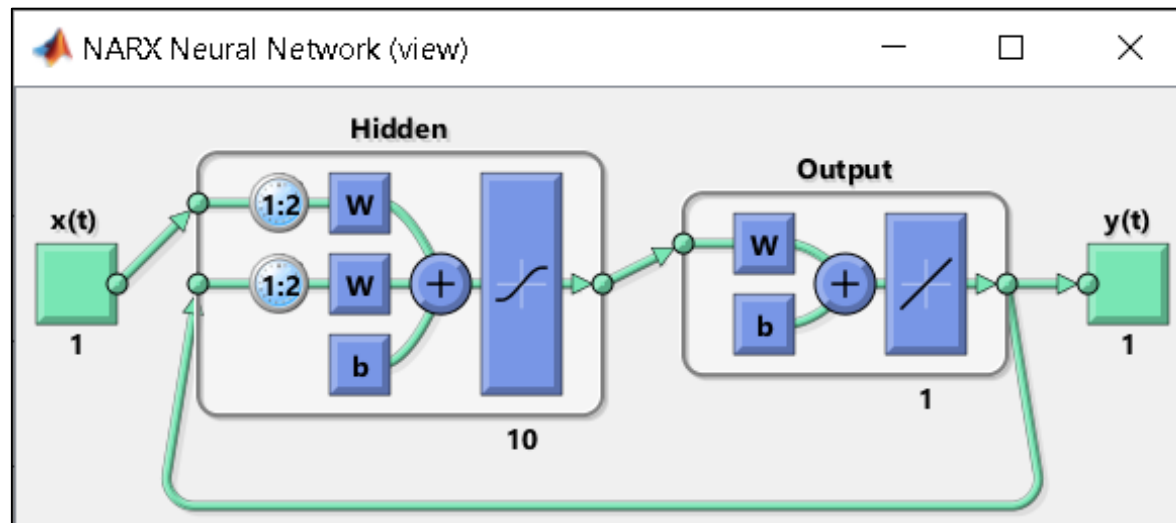 NARX Neural Network (view)
Hidden
Output
x(t)
y(t)
1:2 W
W
1:2 W
b
b
1
1
1
10